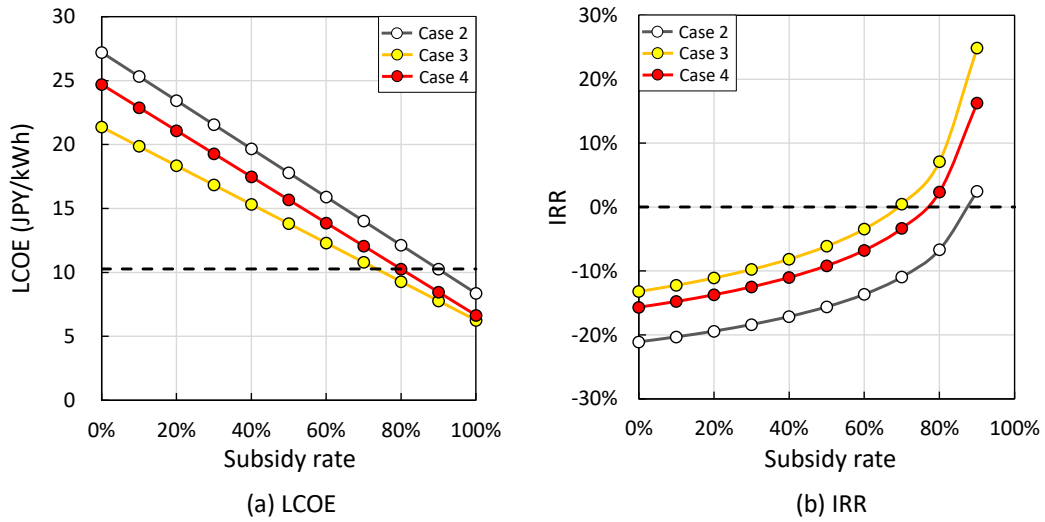 30
25
20
15
10
5
0
LCOE (JPY/kWh)
Case 2
Case 3
Case 4
0% 20% 40% 60% 80% 100%
Subsidy rate
(a) LCOE
30%
20%
10%
0%
-10%
-20%
-30%
IRR
Case 2
Case 3
Case 4
0% 20% 40% 60% 80% 100%
Subsidy rate
(b) IRR